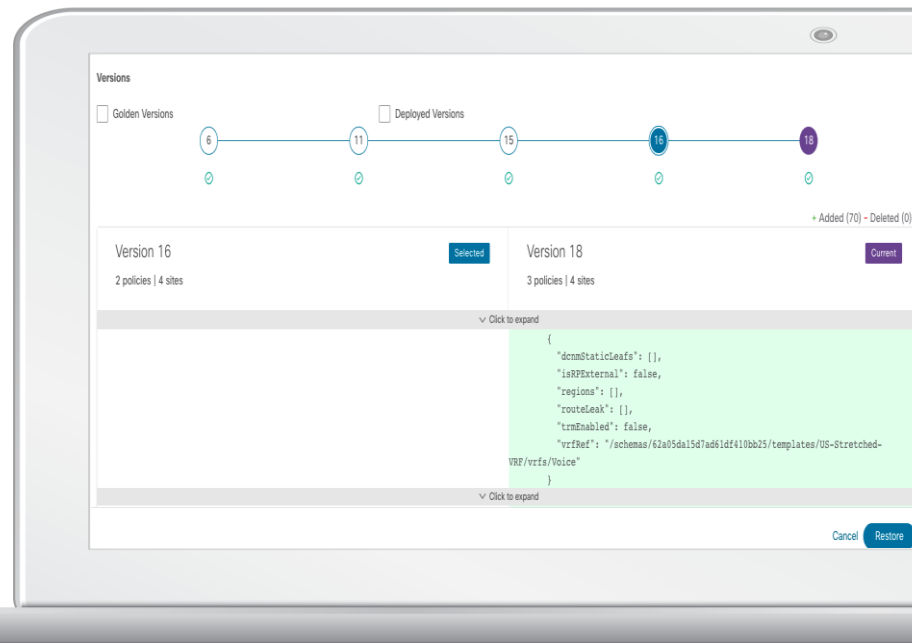 Versions
Golden Versions
Deployed Versions
6
11
15
16
18
+ Added (70) - Deleted (0)
Version 16
Selected
2 policies | 4 sites
Version 18
Current
3 policies | 4 sites
Click to expand
{
"dcnmStaticLeafs": [],
"isRPExternal": false,
"regions": [],
"routeLeak": [],
"trmEnabled": false,
"vrfRef": "/schemas/62a05da15d7ad61df410bb25/templates/US-Stretched-
VRF/vrfs/Voice"
}
Click to expand
Cancel
Restore